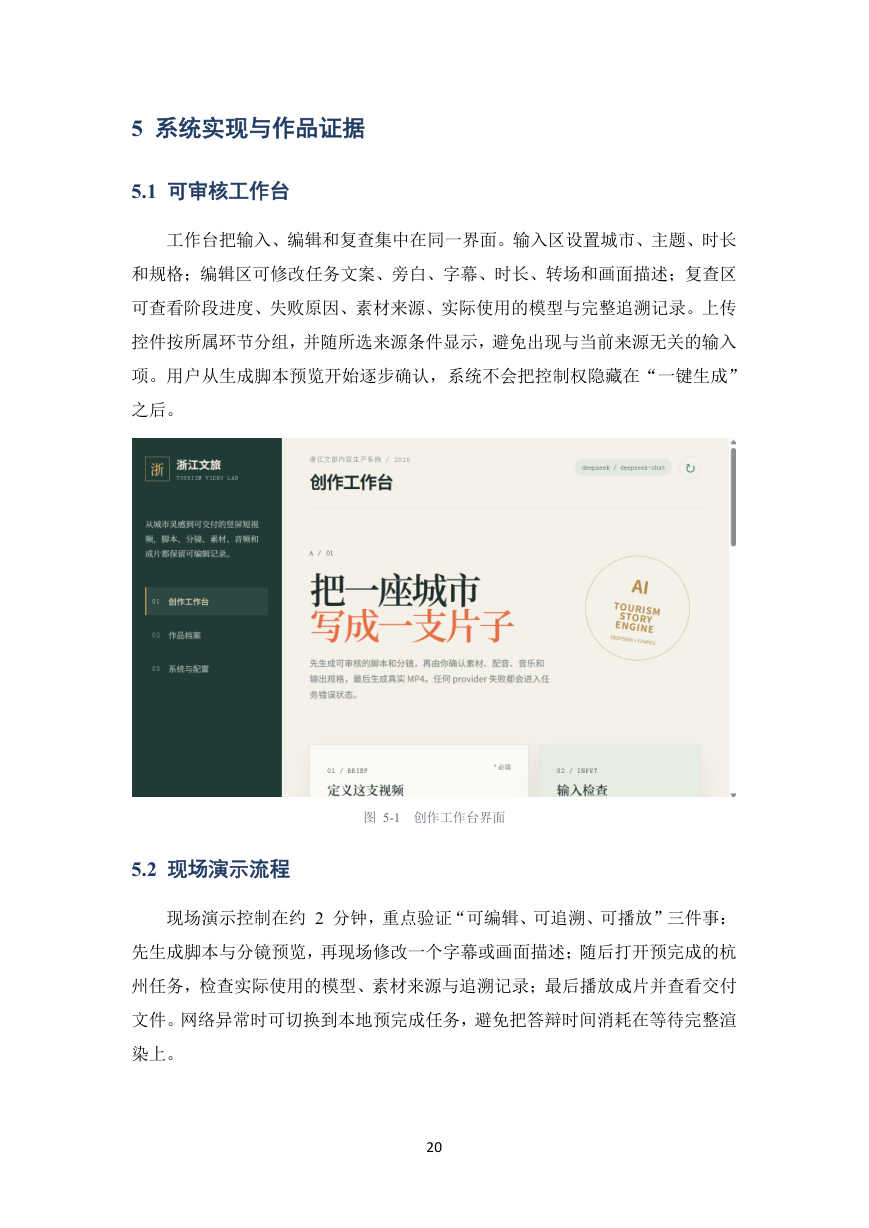 5 系统实现与作品证据
5.1 可审核工作台
工作台把输入、编辑和复查集中在同一界面。输入区设置城市、主题、时长
和规格；编辑区可修改任务文案、旁白、字幕、时长、转场和画面描述；复查区
可查看阶段进度、失败原因、素材来源、实际使用的模型与完整追溯记录。上传
控件按所属环节分组，并随所选来源条件显示，避免出现与当前来源无关的输入
项。用户从生成脚本预览开始逐步确认，系统不会把控制权隐藏在“一键生成”
之后。
浙
浙江文旅
TOURISM VIDEO LAB
从城市灵感到可交付的竖屏短视
频，脚本、分镜、素材、音频和
成片都保留可编辑记录。
01 创作工作台
02 作品档案
03 系统与配置
浙江文旅内容生产系统 / 2026
创作工作台
deepseek / deepseek-chat
A / 01
把一座城市
写成一支片子
先生成可审核的脚本和分镜，再由你确认素材、配音、音乐和
输出规格，最后生成真实 MP4。任何 provider 失败都会进入任
务错误状态。
AI
TOURISM
STORY
ENGINE
DEEPSEEK + FFMPEG
01 / BRIEF
* 必填
定义这支视频
02 / INPUT
输入检查
图 5-1 创作工作台界面
5.2 现场演示流程
现场演示控制在约 2 分钟，重点验证“可编辑、可追溯、可播放”三件事：
先生成脚本与分镜预览，再现场修改一个字幕或画面描述；随后打开预完成的杭
州任务，检查实际使用的模型、素材来源与追溯记录；最后播放成片并查看交付
文件。网络异常时可切换到本地预完成任务，避免把答辩时间消耗在等待完整渲
染上。
20